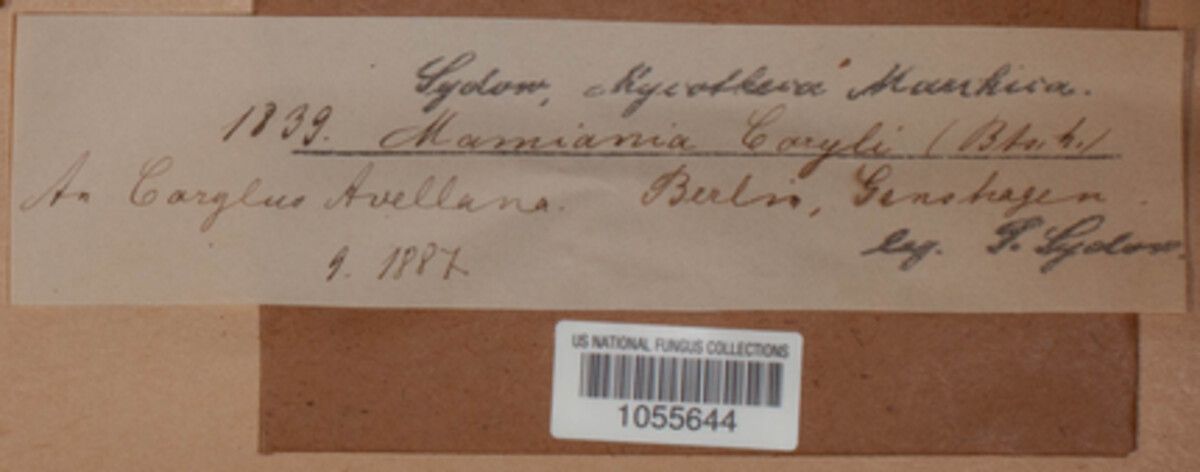 Sydow, Mycotheca Marchica.
1839. Mamiania Coryli (Btsch.)
An Corylus Avellana. Berlin, Genshagen.
9. 1887
leg. P. Sydow.
US NATIONAL FUNGUS COLLECTIONS
1055644